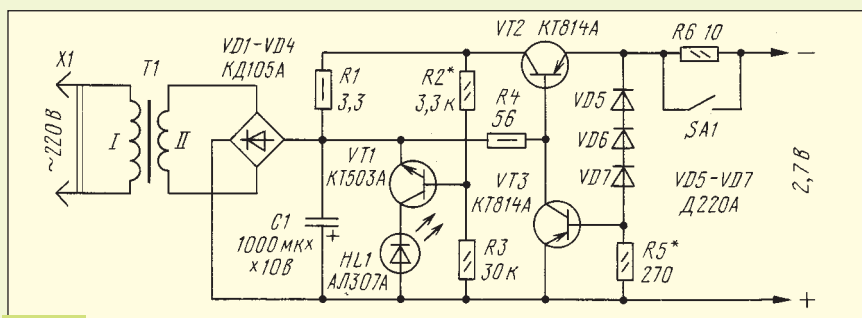 X1
T1
VD1-VD4
КД105А
VT2 КТ814А
R6 10
−
~220 В
I
II
R1
3,3
R2*
3,3 к
R4
56
VD5
VD6
VD7
SA1
VT1
КТ503А
VT3
КТ814А
VD5-VD7
Д220А
2,7 В
C1
1000 мк×
×10В
+
HL1
АЛ307А
R3
30 к
R5*
270
+